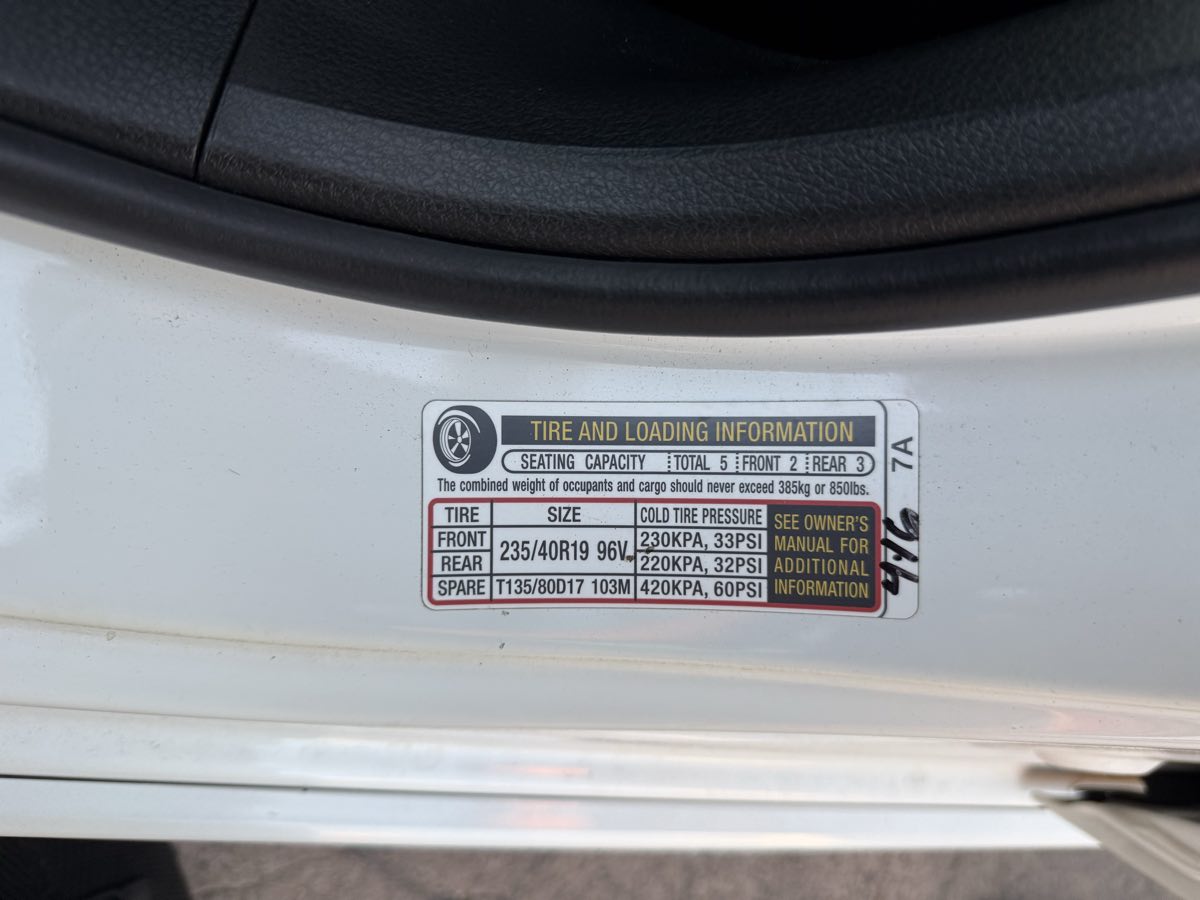 TIRE AND LOADING INFORMATION
SEATING CAPACITY TOTAL 5 FRONT 2 REAR 3
The combined weight of occupants and cargo should never exceed 385kg or 850lbs.
TIRE SIZE COLD TIRE PRESSURE
FRONT 235/40R19 96V 230KPA, 33PSI
REAR 220KPA, 32PSI
SPARE T135/80D17 103M 420KPA, 60PSI
SEE OWNER'S
MANUAL FOR
ADDITIONAL
INFORMATION
7A